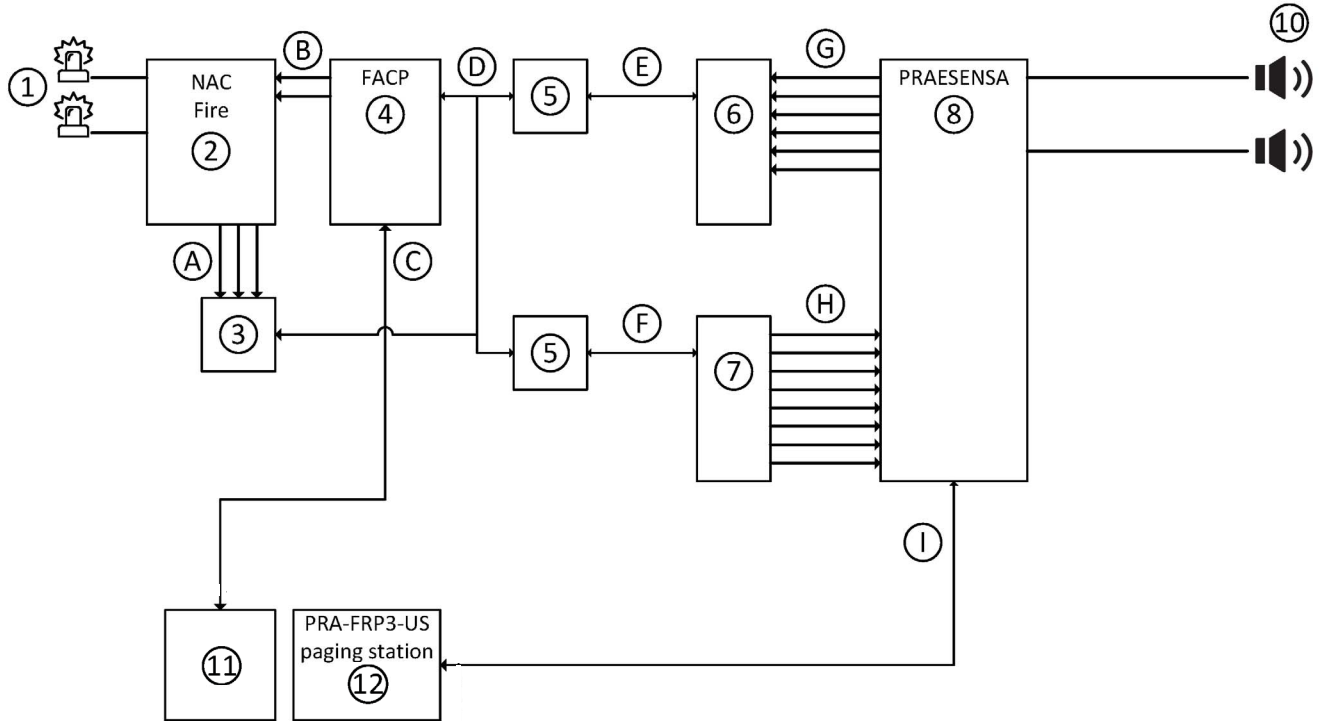 10
1
NAC
Fire
2
B
FACP
4
D
5
E
6
G
PRAESENSA
8
A
3
C
5
F
7
H
I
11
PRA-FRP3-US
paging station
12